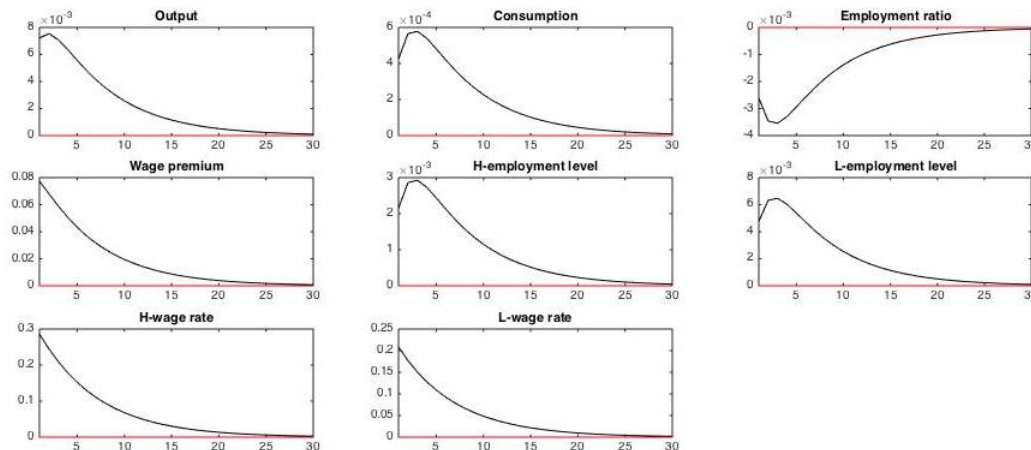 Output
×10^-3
8
6
4
2
0
5 10 15 20 25 30
Consumption
×10^-4
6
4
2
0
5 10 15 20 25 30
Employment ratio
×10^-3
0
-1
-2
-3
-4
5 10 15 20 25 30
Wage premium
0.08
0.06
0.04
0.02
0
5 10 15 20 25 30
H-employment level
×10^-3
3
2
1
0
5 10 15 20 25 30
L-employment level
×10^-3
8
6
4
2
0
5 10 15 20 25 30
H-wage rate
0.3
0.2
0.1
0
5 10 15 20 25 30
L-wage rate
0.25
0.2
0.15
0.1
0.05
0
5 10 15 20 25 30